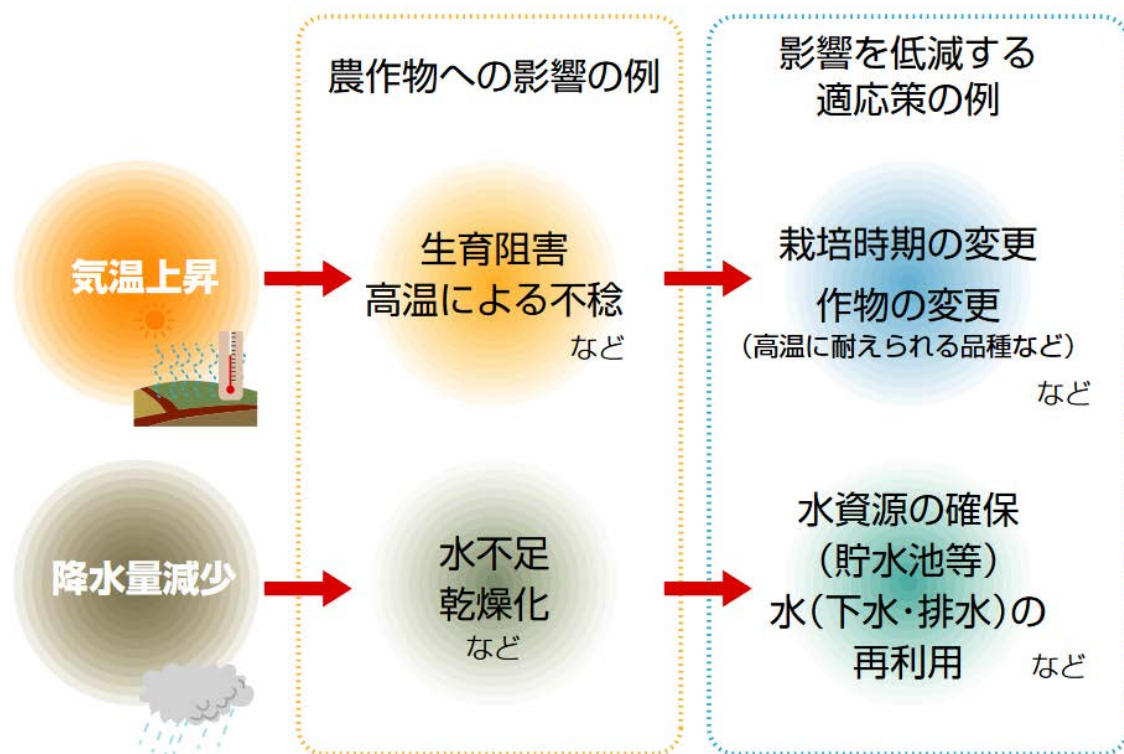 農作物への影響の例
影響を低減する
適応策の例
気温上昇
生育阻害
高温による不稔
など
栽培時期の変更
作物の変更
（高温に耐えられる品種など）
など
降水量減少
水不足
乾燥化
など
水資源の確保
（貯水池等）
水（下水・排水）の
再利用
など